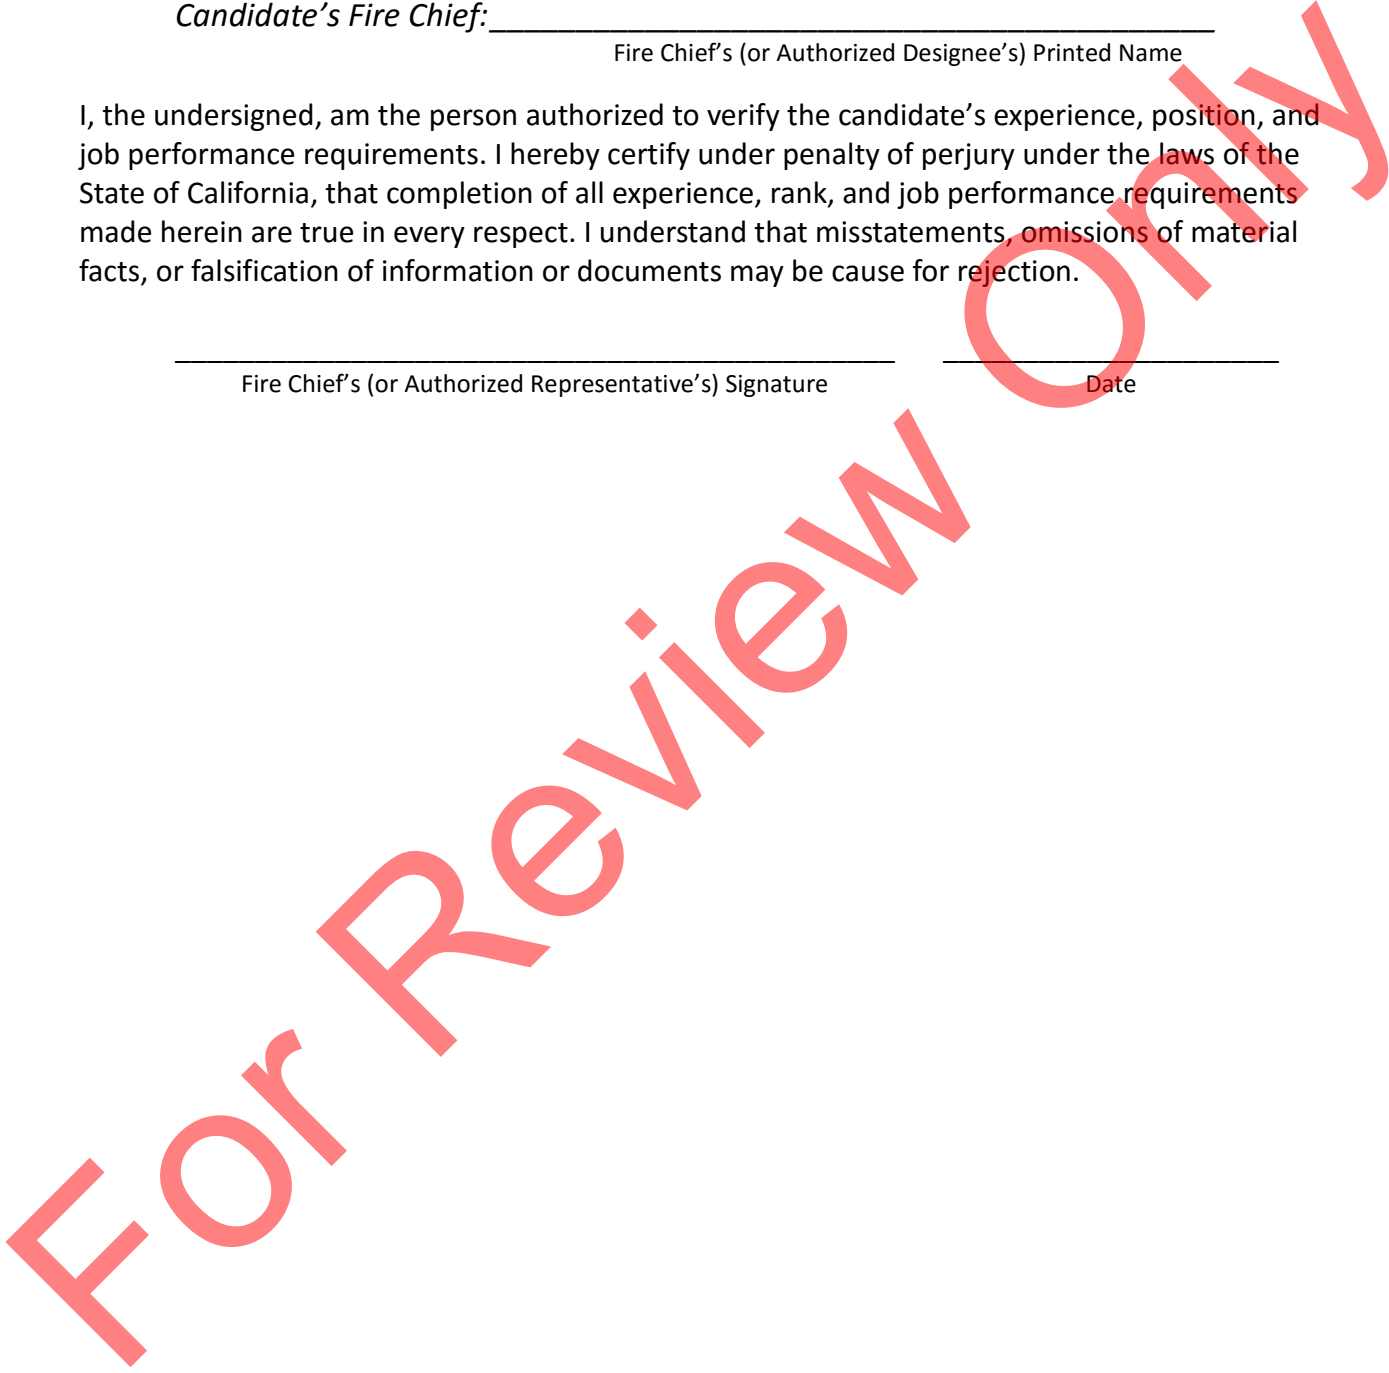 Candidate’s Fire Chief:___________________________________________
Fire Chief’s (or Authorized Designee’s) Printed Name
I, the undersigned, am the person authorized to verify the candidate’s experience, position, and
job performance requirements. I hereby certify under penalty of perjury under the laws of the
State of California, that completion of all experience, rank, and job performance requirements
made herein are true in every respect. I understand that misstatements, omissions of material
facts, or falsification of information or documents may be cause for rejection.
_____________________________________________ _____________________
Fire Chief’s (or Authorized Representative’s) Signature Date
For Review Only